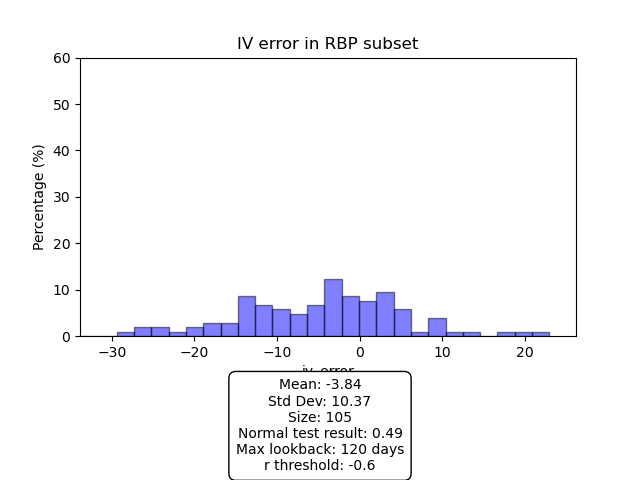 IV error in RBP subset
60
50
40
30
20
10
0
Percentage (%)
−30
−20
−10
0
10
20
iv_error
Mean: -3.84
Std Dev: 10.37
Size: 105
Normal test result: 0.49
Max lookback: 120 days
r threshold: -0.6